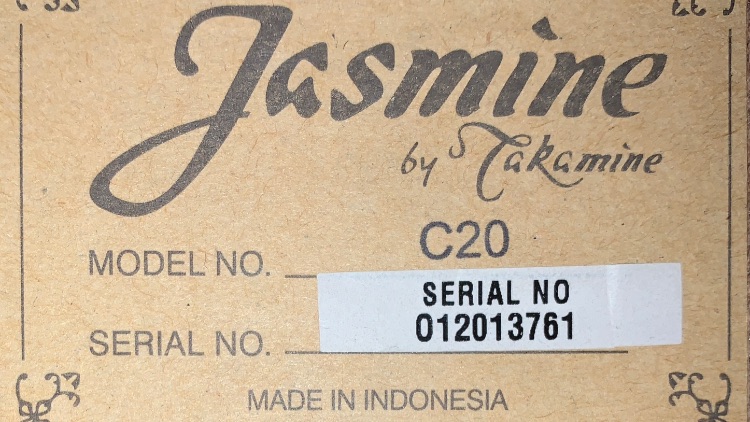 Jasmine
by Takamine
MODEL NO. C20
SERIAL NO
SERIAL NO. 012013761
MADE IN INDONESIA